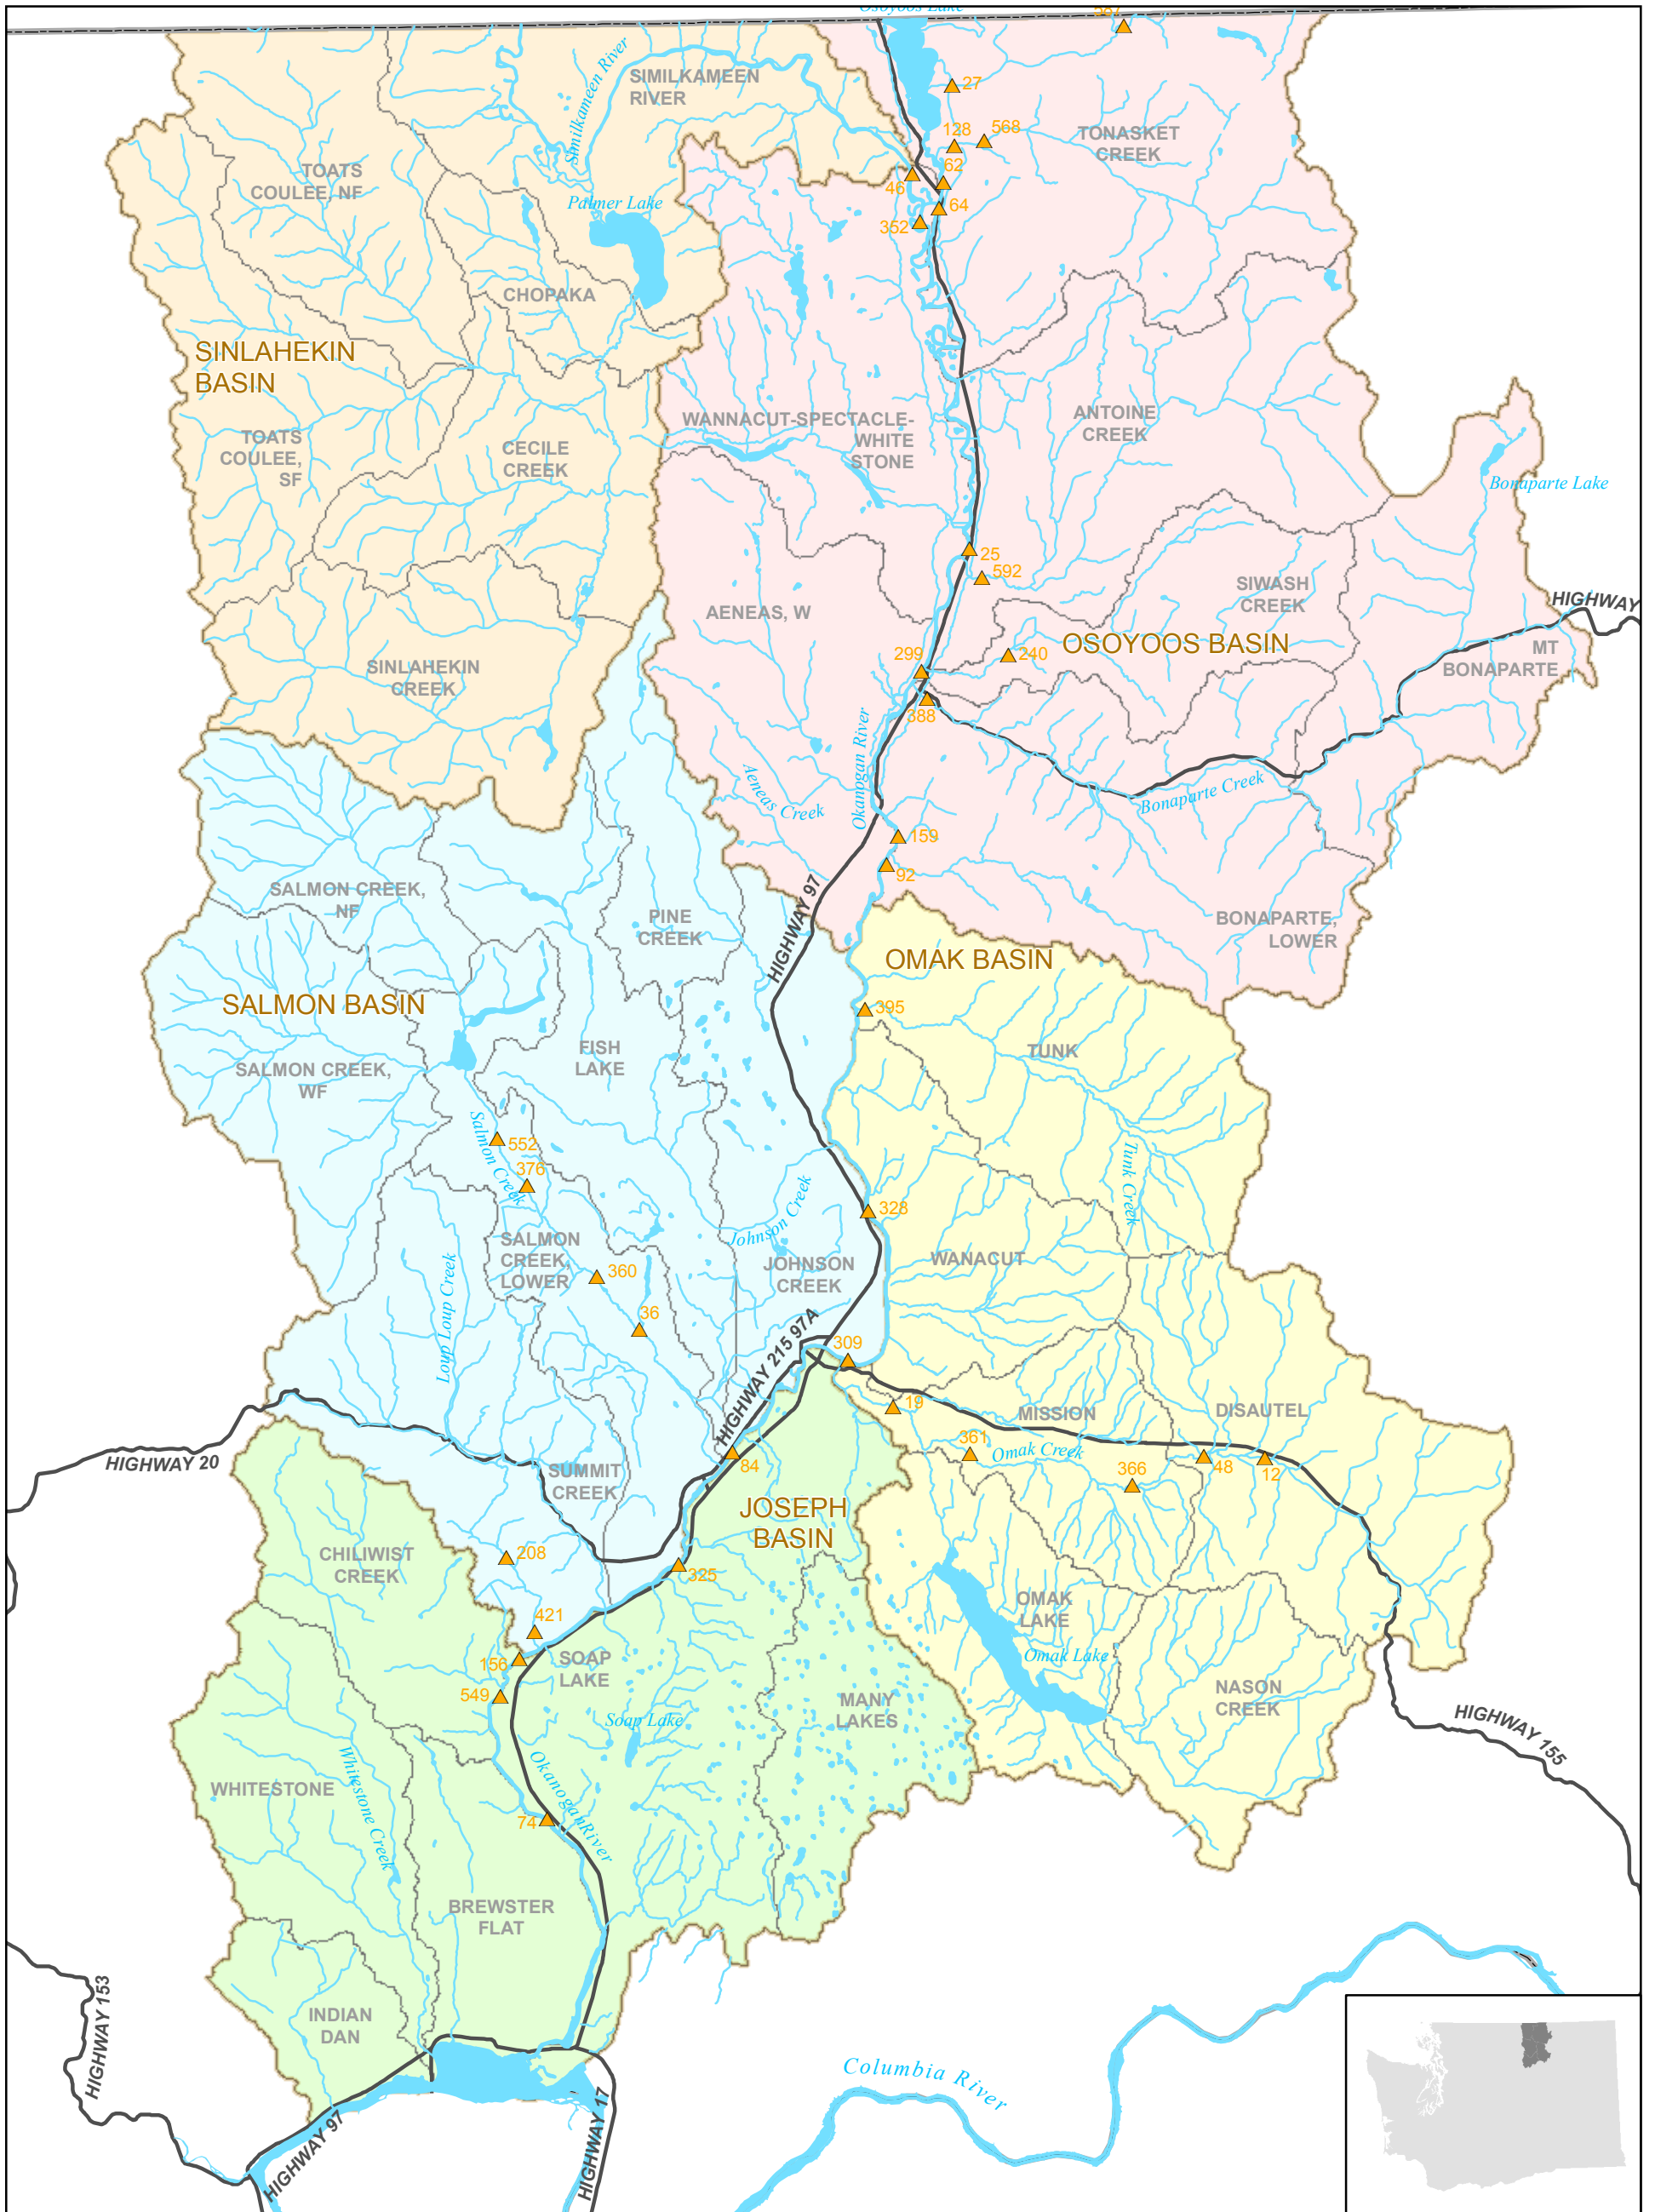 Osoyoos Lake
SIMILKAMEEN
RIVER
Similkameen River
27
128
568
TONASKET
CREEK
TOATS
COULEE, NF
46
62
Palmer Lake
64
352
CHOPAKA
SINLAHEKIN
BASIN
WANNACUT-SPECTACLE-
WHITE
STONE
ANTOINE
CREEK
TOATS
COULEE,
SF
CECILE
CREEK
Bonaparte Lake
25
592
SIWASH
CREEK
HIGHWAY
AENEAS, W
OSOYOOS BASIN
MT
BONAPARTE
SINLAHEKIN
CREEK
299
240
388
Okanogan River
Aeneas Creek
Bonaparte Creek
159
92
SALMON CREEK,
NF
PINE
CREEK
HIGHWAY 97
BONAPARTE,
LOWER
OMAK BASIN
SALMON BASIN
395
FISH
LAKE
TUNK
SALMON CREEK,
WF
Salmon Creek
552
376
Tunk Creek
328
Johnson Creek
SALMON
CREEK,
LOWER
360
JOHNSON
CREEK
WANACUT
Loup Loup Creek
36
HIGHWAY 215 97A
309
19
MISSION
DISAUTEL
361
Omak Creek
366
48
12
HIGHWAY 20
84
SUMMIT
CREEK
JOSEPH
BASIN
CHILIWIST
CREEK
208
325
OMAK
LAKE
421
156
SOAP
LAKE
Omak Lake
549
MANY
LAKES
NASON
CREEK
Soap Lake
HIGHWAY 155
WHITESTONE
Whitestone Creek
Okanogan River
74
BREWSTER
FLAT
HIGHWAY 153
INDIAN
DAN
Columbia River
HIGHWAY 97
HIGHWAY 17